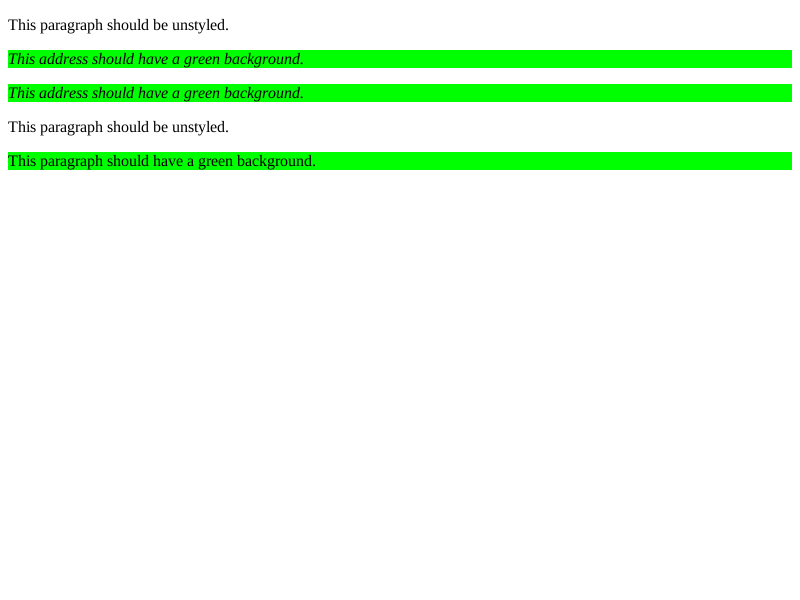 This paragraph should be unstyled.
This address should have a green background.
This address should have a green background.
This paragraph should be unstyled.
This paragraph should have a green background.